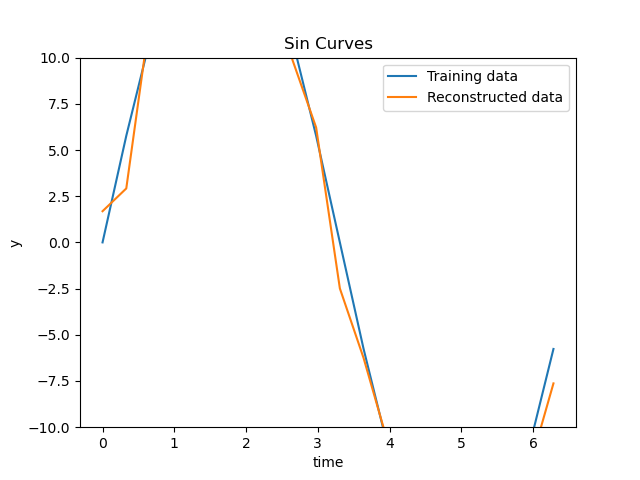 Sin Curves
Training data
Reconstructed data
y
10.0
7.5
5.0
2.5
0.0
−2.5
−5.0
−7.5
−10.0
0 1 2 3 4 5 6
time